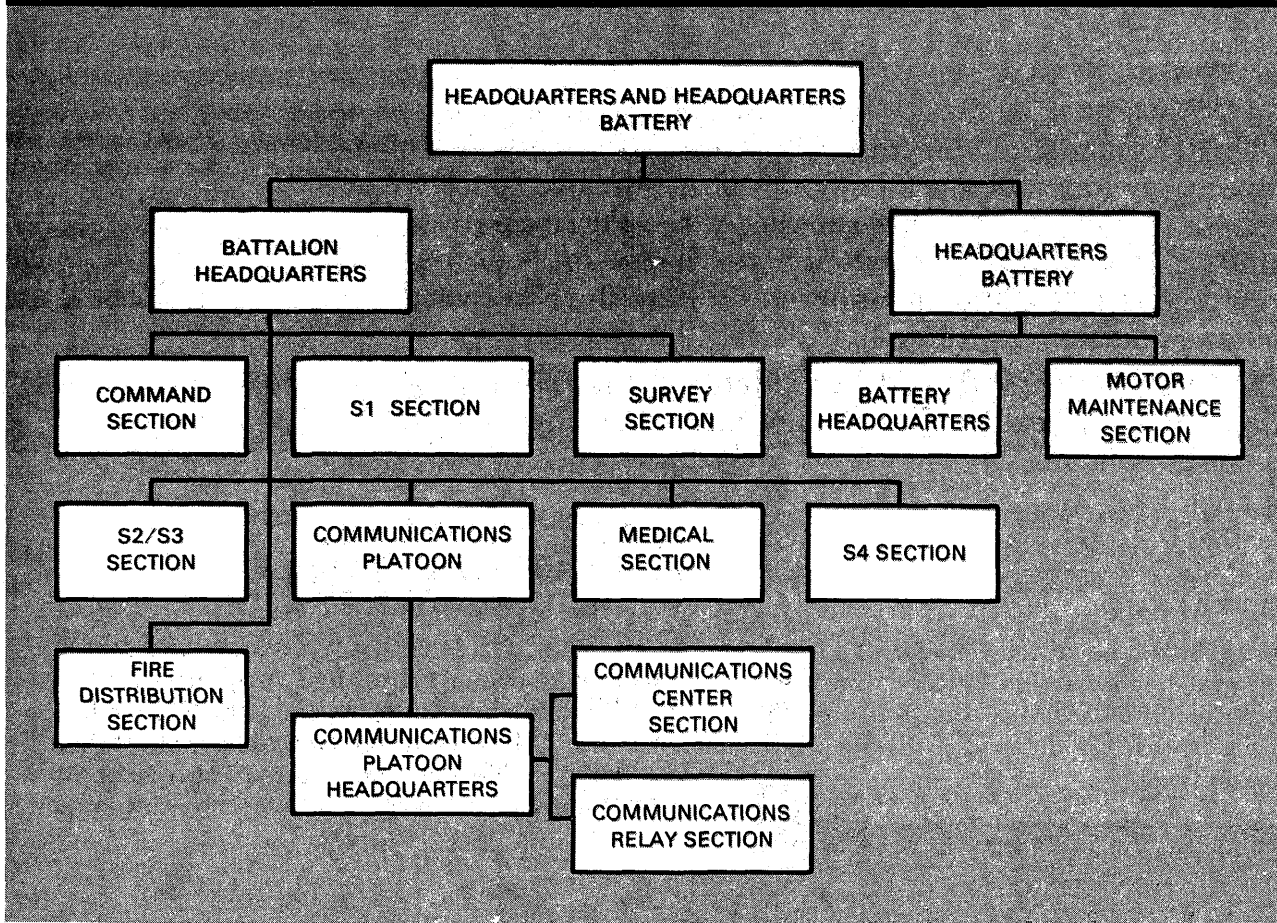 HEADQUARTERS AND HEADQUARTERS
BATTERY
BATTALION
HEADQUARTERS
HEADQUARTERS
BATTERY
COMMAND
SECTION
S1 SECTION
SURVEY
SECTION
BATTERY
HEADQUARTERS
MOTOR
MAINTENANCE
SECTION
S2/S3
SECTION
COMMUNICATIONS
PLATOON
MEDICAL
SECTION
S4 SECTION
FIRE
DISTRIBUTION
SECTION
COMMUNICATIONS
PLATOON
HEADQUARTERS
COMMUNICATIONS
CENTER
SECTION
COMMUNICATIONS
RELAY SECTION